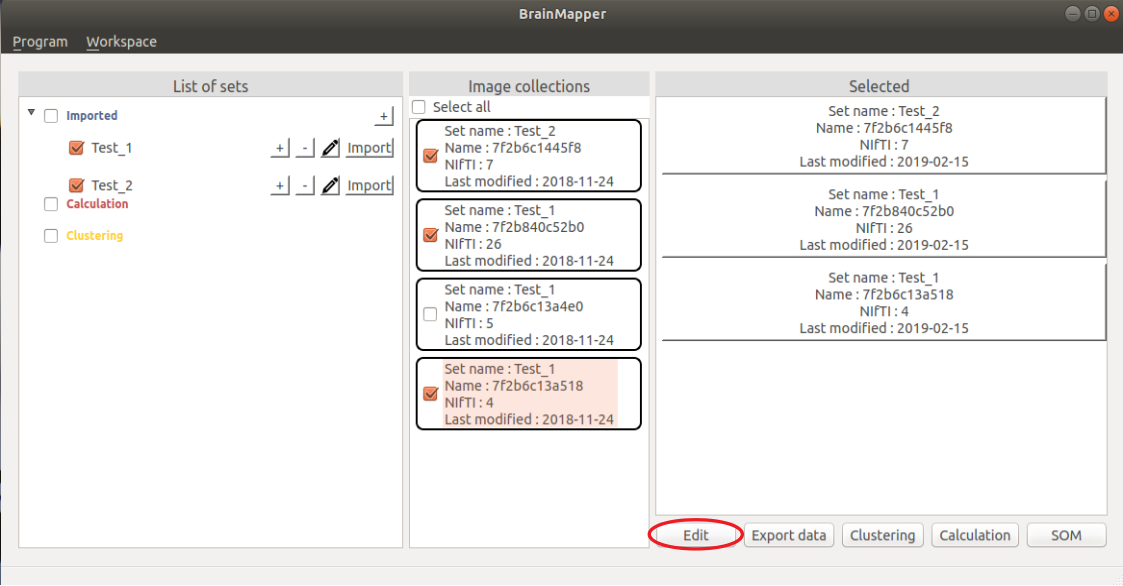 BrainMapper
Program Workspace
List of sets
Imported
+
Test_1
+ - Import
Test_2
+ - Import
Calculation
Clustering
Image collections
Select all
Set name : Test_2
Name : 7f2b6c1445f8
NIfTI : 7
Last modified : 2018-11-24
Set name : Test_1
Name : 7f2b840c52b0
NIfTI : 26
Last modified : 2018-11-24
Set name : Test_1
Name : 7f2b6c13a4e0
NIfTI : 5
Last modified : 2018-11-24
Set name : Test_1
Name : 7f2b6c13a518
NIfTI : 4
Last modified : 2018-11-24
Selected
Set name : Test_2
Name : 7f2b6c1445f8
NIfTI : 7
Last modified : 2019-02-15
Set name : Test_1
Name : 7f2b840c52b0
NIfTI : 26
Last modified : 2019-02-15
Set name : Test_1
Name : 7f2b6c13a518
NIfTI : 4
Last modified : 2019-02-15
Edit Export data Clustering Calculation SOM